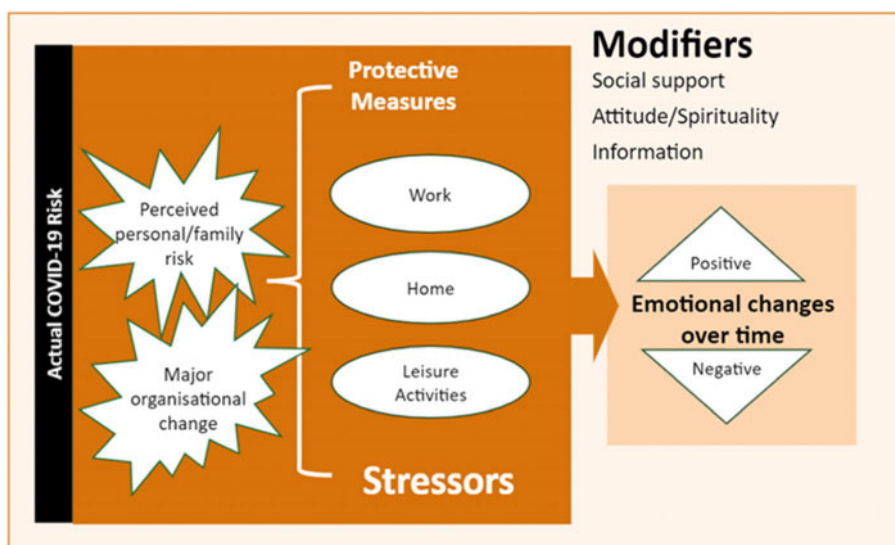 Actual COVID-19 Risk
Perceived
personal/family
risk
Major
organisational
change
Protective
Measures
Work
Home
Leisure
Activities
Stressors
Modifiers
Social support
Attitude/Spirituality
Information
Positive
Emotional changes
over time
Negative